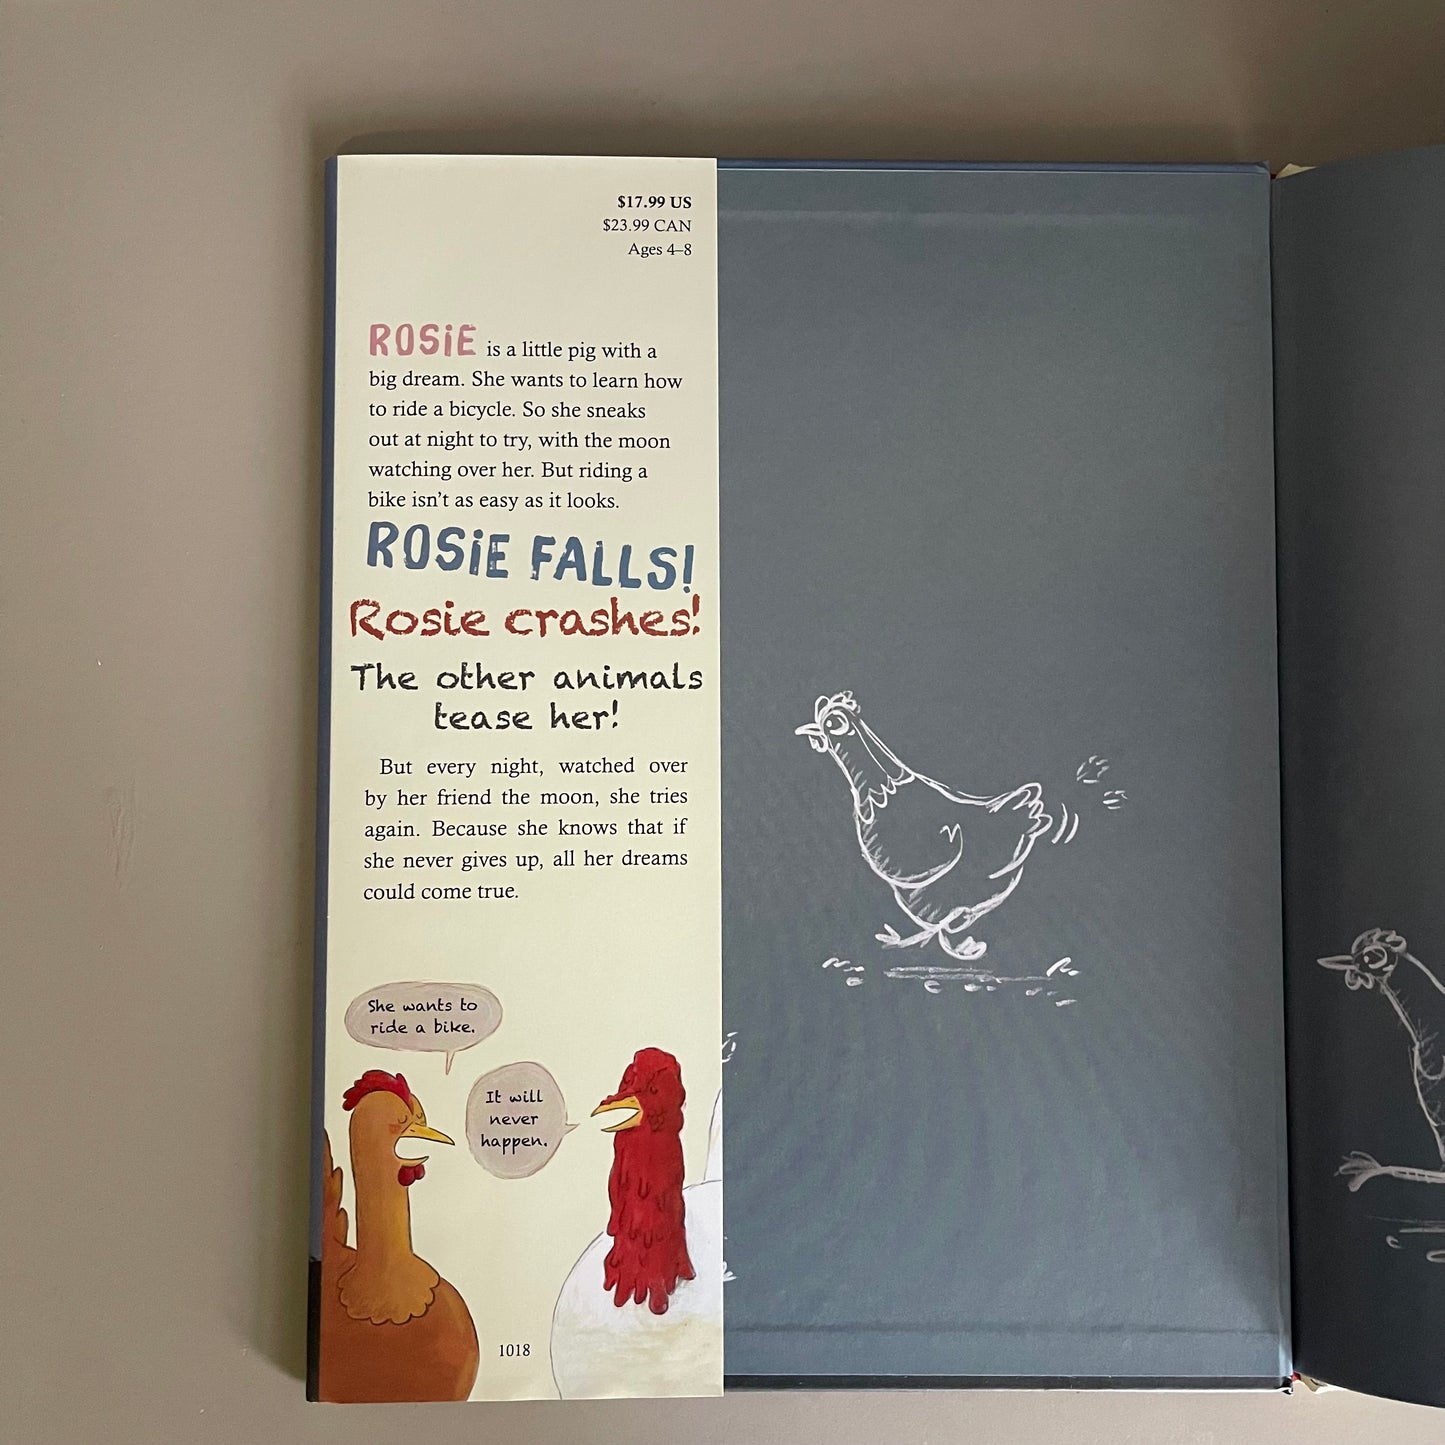 $17.99 US
$23.99 CAN
Ages 4–8
ROSiE is a little pig with a
big dream. She wants to learn how
to ride a bicycle. So she sneaks
out at night to try, with the moon
watching over her. But riding a
bike isn’t as easy as it looks.
ROSiE FALLS!
Rosie crashes!
The other animals
tease her!
But every night, watched over
by her friend the moon, she tries
again. Because she knows that if
she never gives up, all her dreams
could come true.
She wants to
ride a bike.
It will
never
happen.
1018